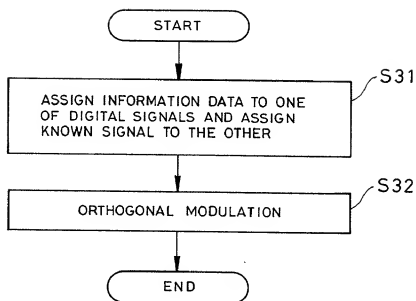 START
S31
ASSIGN INFORMATION DATA TO ONE
OF DIGITAL SIGNALS AND ASSIGN
KNOWN SIGNAL TO THE OTHER
S32
ORTHOGONAL MODULATION
END